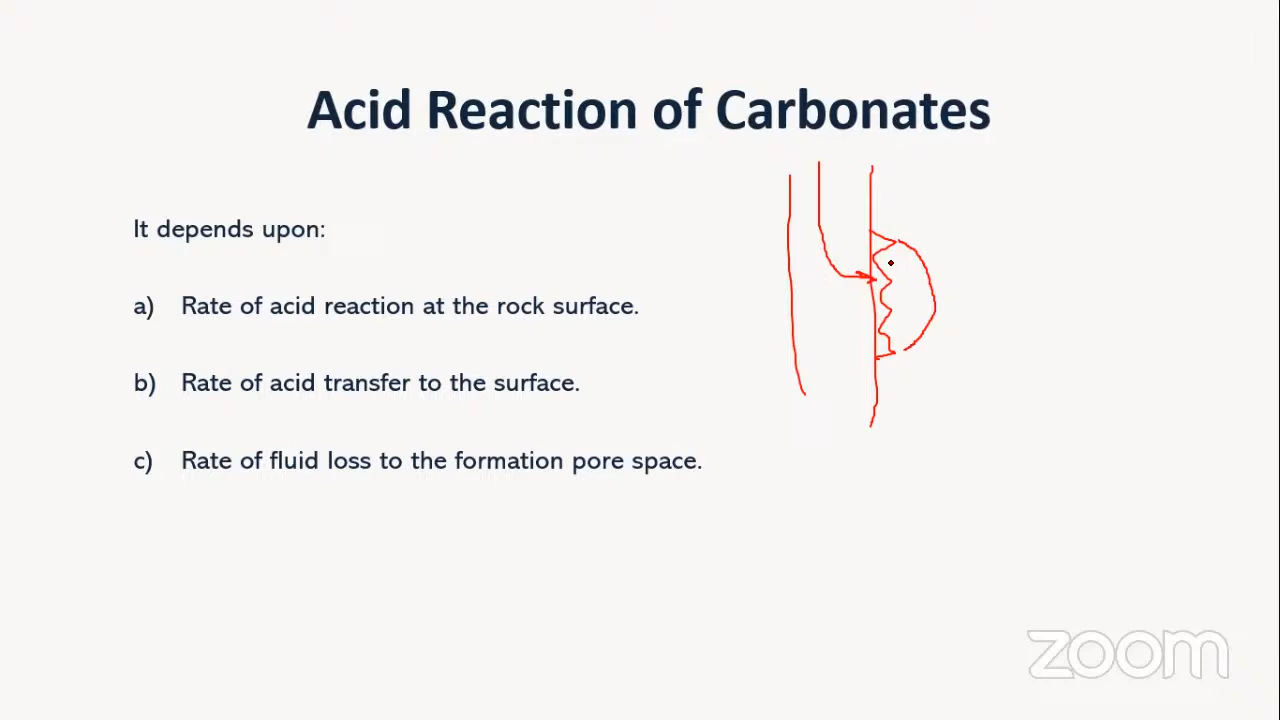 Acid Reaction of Carbonates
It depends upon:
a) Rate of acid reaction at the rock surface.
b) Rate of acid transfer to the surface.
c) Rate of fluid loss to the formation pore space.
zoom